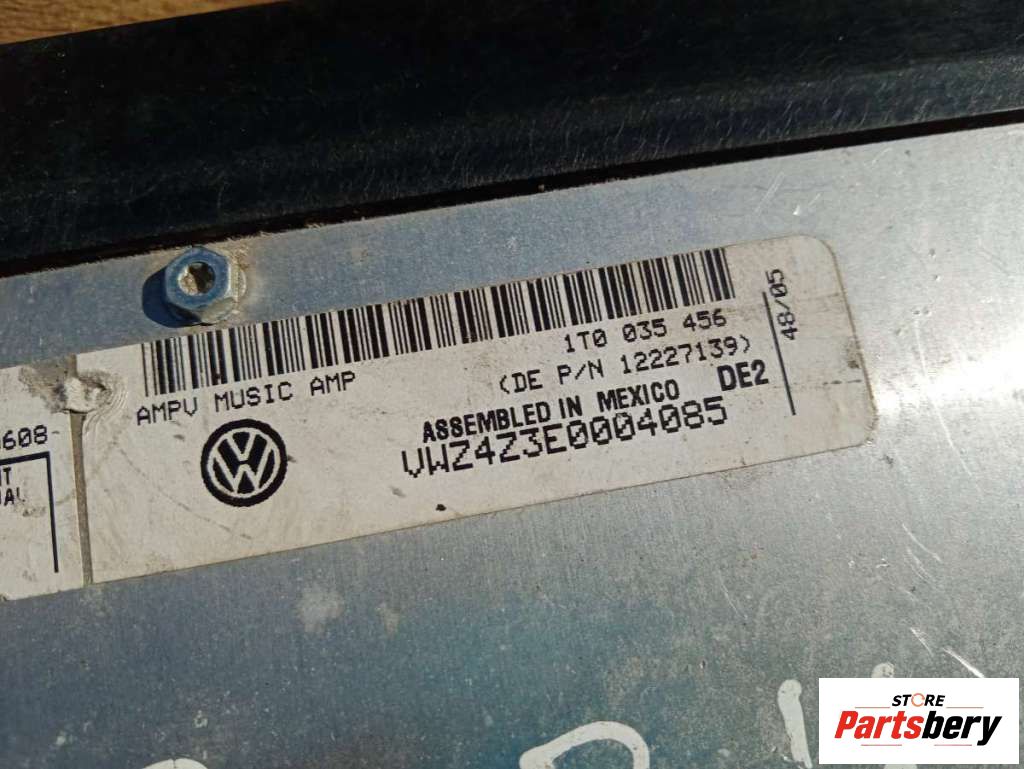 1T0 035 456
(DE P/N 12227139)
AMPV MUSIC AMP
ASSEMBLED IN MEXICO DE2
VWZ4Z3E0004085
48/05
608
STORE
Partsbery